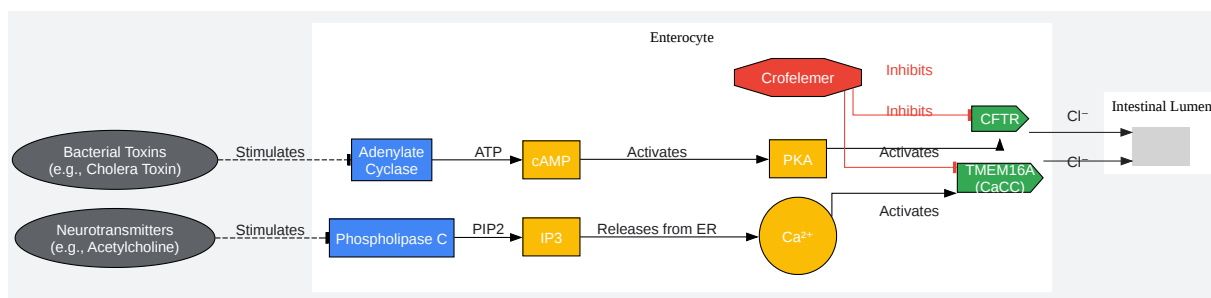 Enterocyte
Crofelemer
Inhibits
Inhibits
CFTR
Cl⁻
Intestinal Lumen
Bacterial Toxins
(e.g., Cholera Toxin)
Stimulates
Adenylate
Cyclase
ATP
cAMP
Activates
PKA
Activates
TMEM16A
(CaCC)
Cl⁻
Neurotransmitters
(e.g., Acetylcholine)
Stimulates
Phospholipase C
PIP2
IP3
Releases from ER
Ca²⁺
Activates